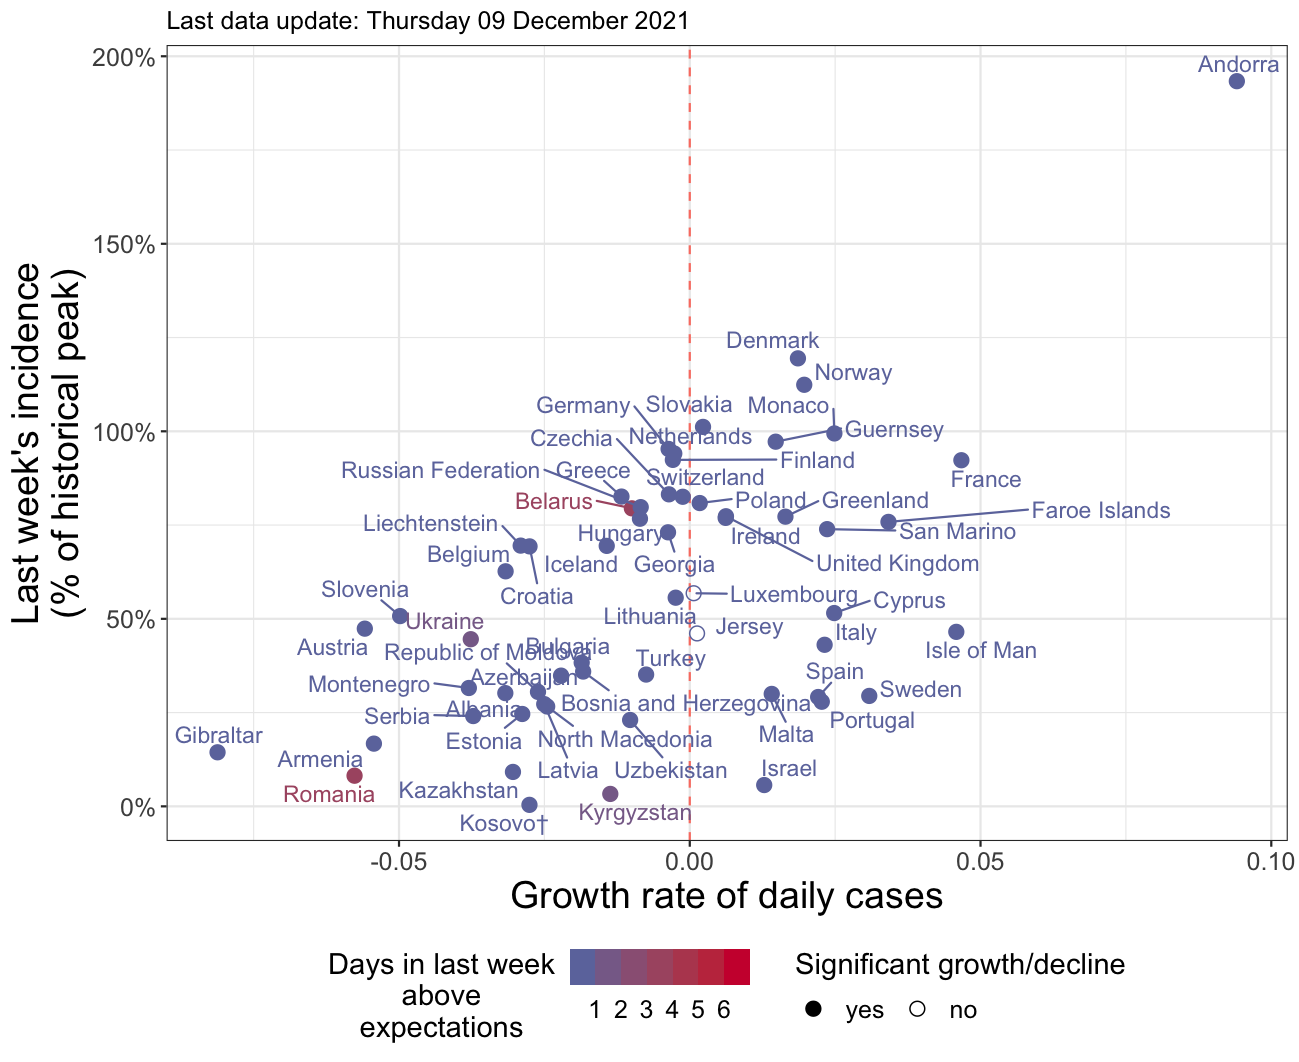 Last data update: Thursday 09 December 2021
200%
Andorra
150%
Denmark
Norway
Germany
Slovakia
Monaco
100%
Czechia
Netherlands
Guernsey
Finland
Russian Federation
Greece
Switzerland
France
Belarus
Poland
Greenland
Faroe Islands
Liechtenstein
Hungary
Ireland
San Marino
Belgium
Iceland
Georgia
United Kingdom
Slovenia
Croatia
Luxembourg
Cyprus
50%
Ukraine
Lithuania
Jersey
Italy
Austria
Republic of Moldova
Bulgaria
Turkey
Isle of Man
Montenegro
Azerbaijan
Spain
Sweden
Serbia
Albania
Bosnia and Herzegovina
Portugal
Gibraltar
Estonia
North Macedonia
Malta
Armenia
Latvia
Uzbekistan
Israel
Romania
Kazakhstan
0%
Kosovo†
Kyrgyzstan
-0.05
0.00
0.05
0.10
Last week's incidence
(% of historical peak)
Growth rate of daily cases
Days in last week
above
expectations
1 2 3 4 5 6
Significant growth/decline
yes
no